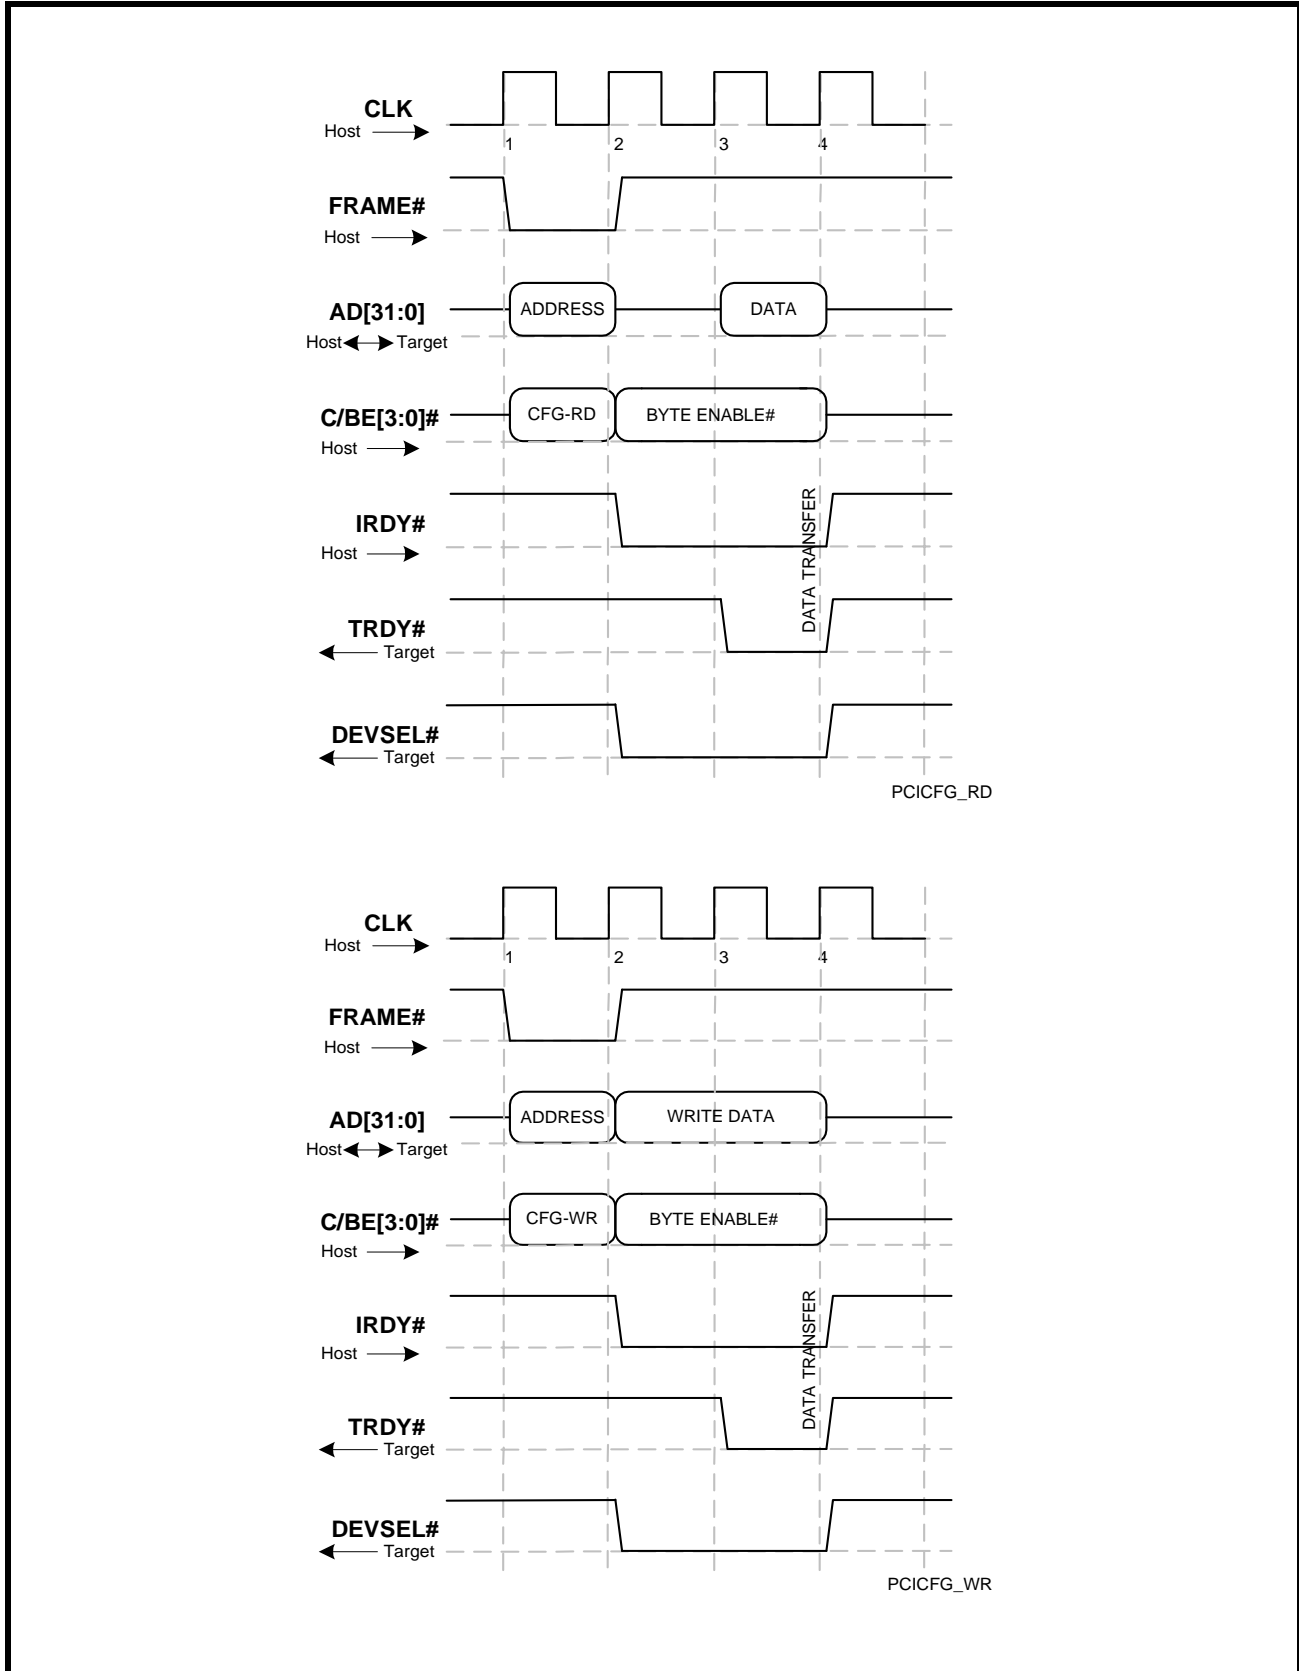 CLK
Host
1 2 3 4
FRAME#
Host
AD[31:0]
ADDRESS DATA
Host Target
C/BE[3:0]#
CFG-RD BYTE ENABLE#
Host
IRDY#
Host
DATA TRANSFER
TRDY#
Target
DEVSEL#
Target
PCICFG_RD
CLK
Host
1 2 3 4
FRAME#
Host
AD[31:0]
ADDRESS WRITE DATA
Host Target
C/BE[3:0]#
CFG-WR BYTE ENABLE#
Host
IRDY#
Host
DATA TRANSFER
TRDY#
Target
DEVSEL#
Target
PCICFG_WR